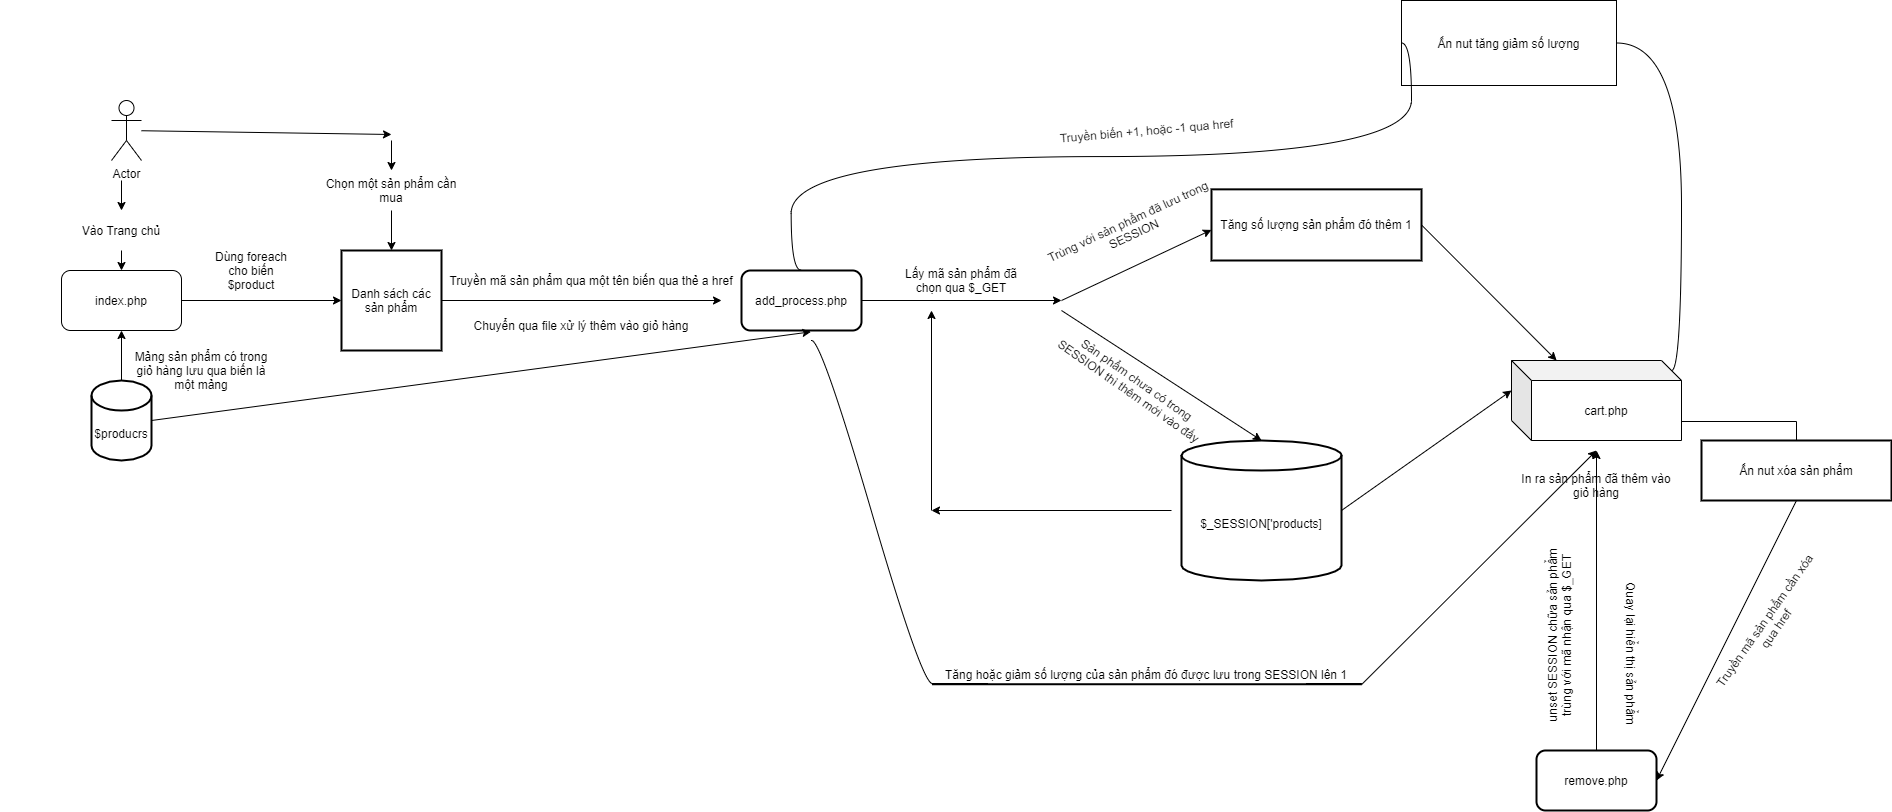 Ấn nut tăng giảm số lượng
Truyền biến +1, hoặc -1 qua href
Actor
Chọn một sản phẩm cần
mua
Vào Trang chủ
Dùng foreach
cho biến
$product
index.php
Danh sách các
sản phẩm
Truyền mã sản phẩm qua một tên biến qua thẻ a href
Chuyển qua file xử lý thêm vào giỏ hàng
add_process.php
Lấy mã sản phẩm đã
chọn qua $_GET
Trùng với sản phẩm đã lưu trong
SESSION
Tăng số lượng sản phẩm đó thêm 1
Mảng sản phẩm có trong
giỏ hàng lưu qua biến là
một mảng
$producrs
Sản phẩm chưa có trong
SESSION thì thêm mới vào đấy
$_SESSION['products]
cart.php
Ấn nut xóa sản phẩm
In ra sản phẩm đã thêm vào
giỏ hàng
unset SESSION chữa sản phẩm
trùng với mã nhận qua $_GET
Quay lại hiển thị sản phẩm
Truyền mã sản phẩm cần xóa
qua href
Tăng hoặc giảm số lượng của sản phẩm đó được lưu trong SESSION lên 1
remove.php